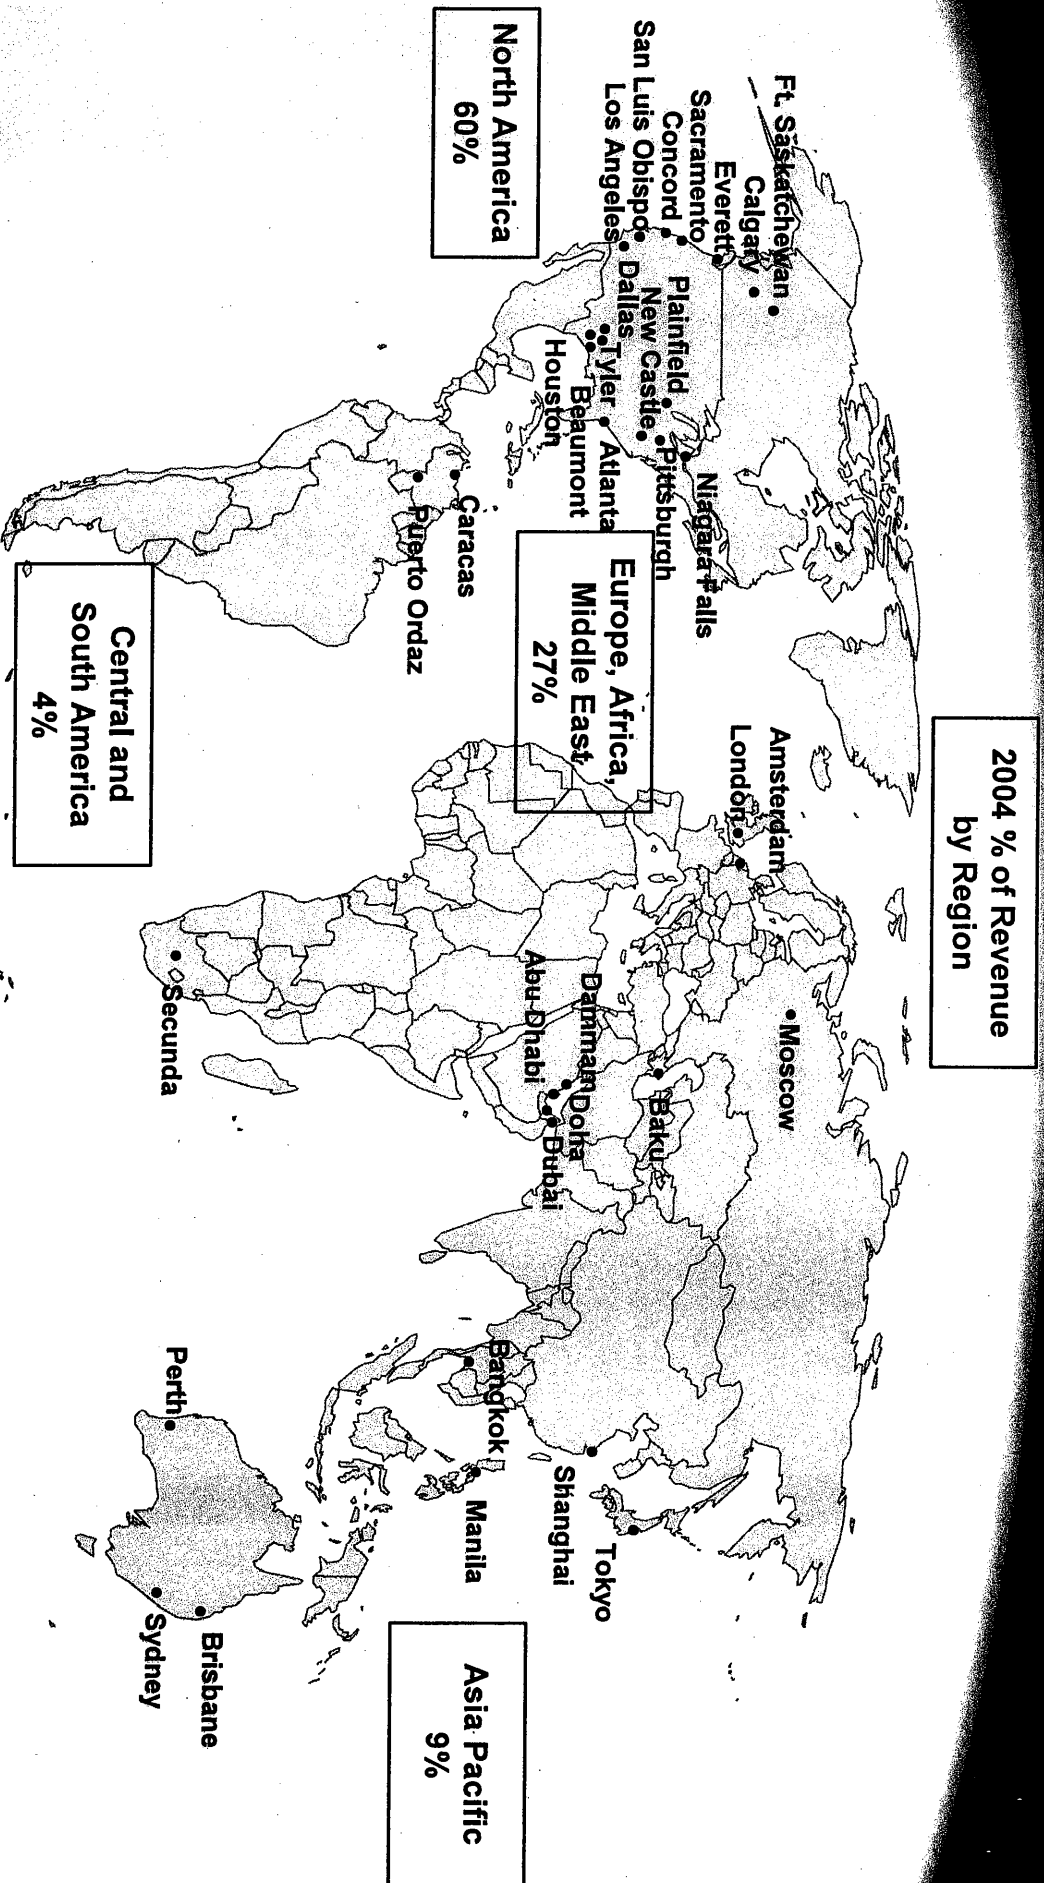 2004 % of Revenue
by Region
Ft. Saskatchewan
Calgary
Everett
Sacramento
Concord
San Luis Obispo
Los Angeles
Plainfield
New Castle
Dallas
Tyler
Houston
Beaumont
Atlanta
Pittsburgh
Niagara Falls
North America
60%
Caracas
Puerto Ordaz
Central and
South America
4%
Europe, Africa,
Middle East
27%
Amsterdam
London
Moscow
Baku
Dammam
Doha
Abu Dhabi
Dubai
Secunda
Bangkok
Manila
Shanghai
Tokyo
Perth
Sydney
Brisbane
Asia Pacific
9%